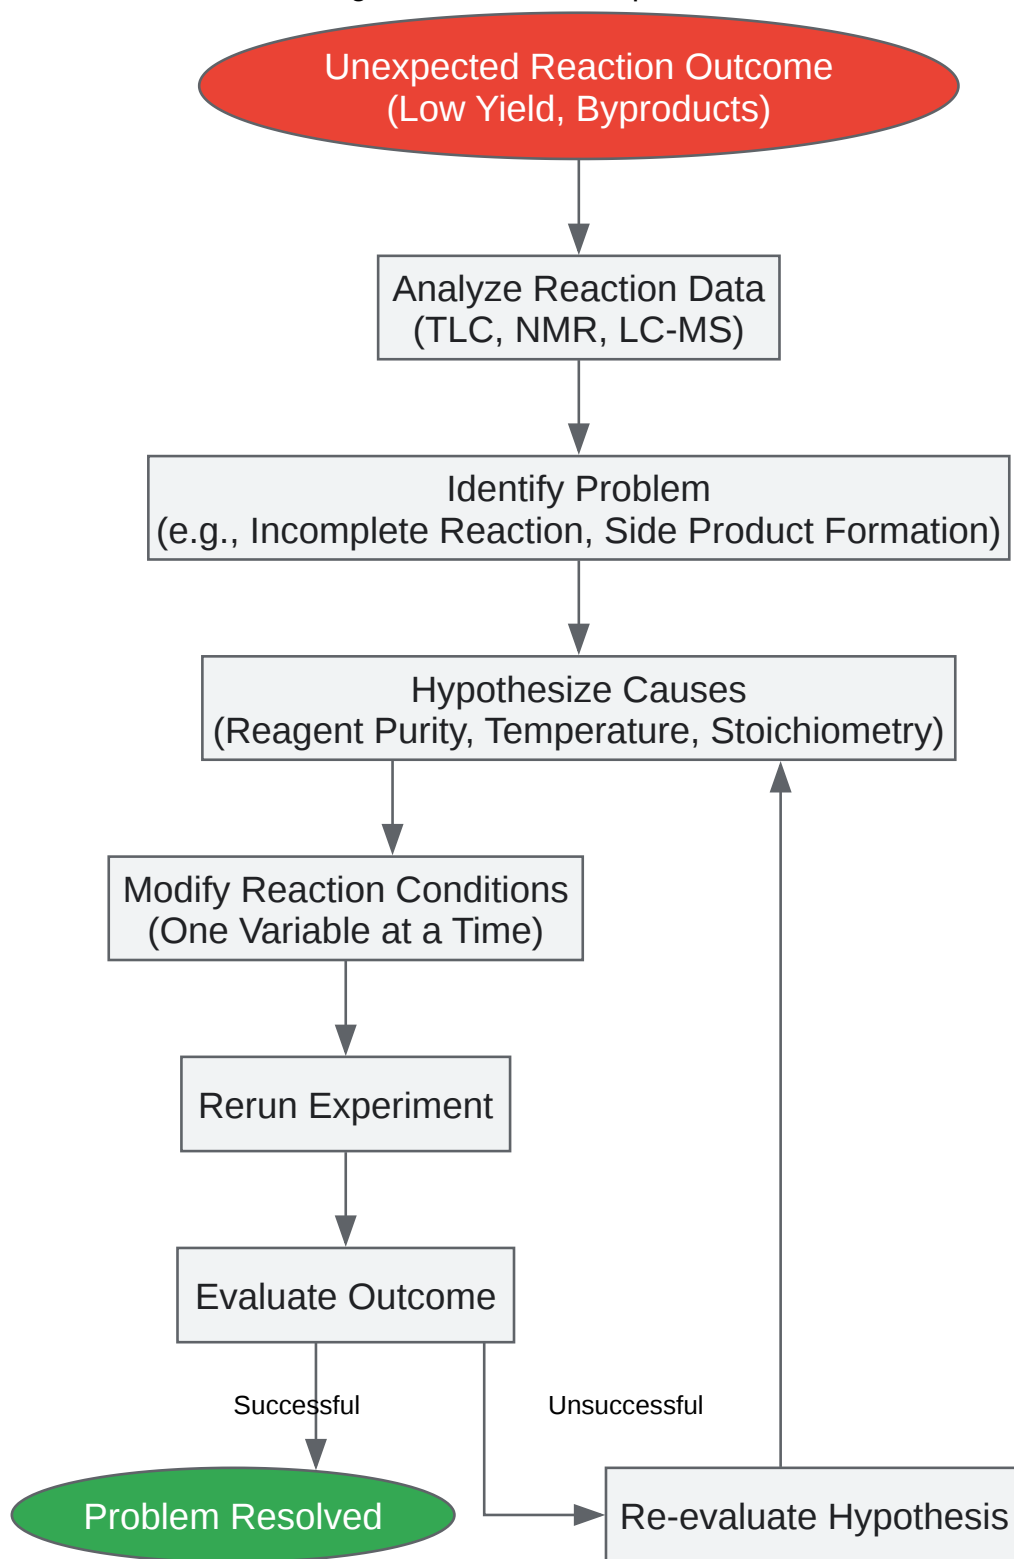 Unexpected Reaction Outcome
(Low Yield, Byproducts)
Analyze Reaction Data
(TLC, NMR, LC-MS)
Identify Problem
(e.g., Incomplete Reaction, Side Product Formation)
Hypothesize Causes
(Reagent Purity, Temperature, Stoichiometry)
Modify Reaction Conditions
(One Variable at a Time)
Rerun Experiment
Evaluate Outcome
Successful
Unsuccessful
Problem Resolved
Re-evaluate Hypothesis